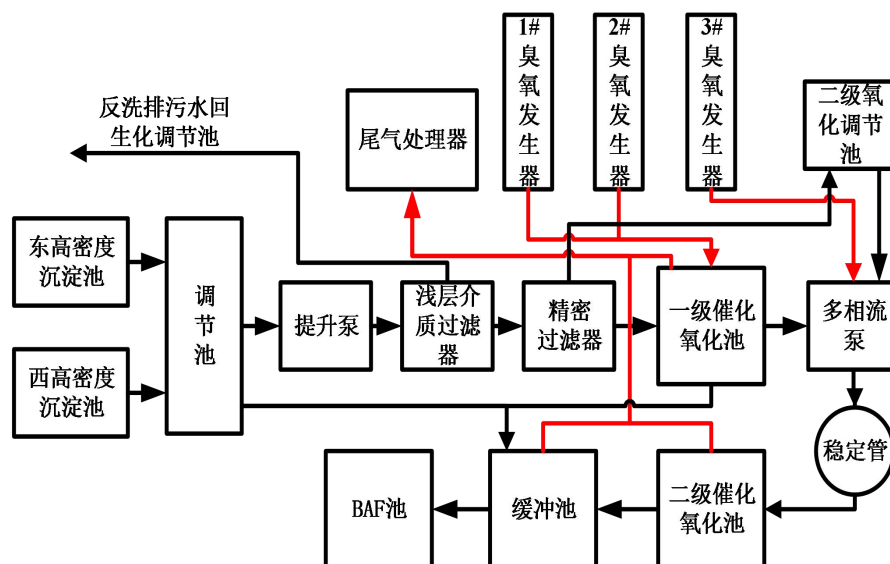 1#
臭
氧
发
生
器
2#
臭
氧
发
生
器
3#
臭
氧
发
生
器
反洗排污水回
生化调节池
尾气处理器
二级氧
化调节
池
东高密度
沉淀池
调
节
池
提升泵
浅层介
质过滤
器
精密
过滤器
一级催化
氧化池
多相流
泵
西高密度
沉淀池
稳定管
BAF池
缓冲池
二级催化
氧化池